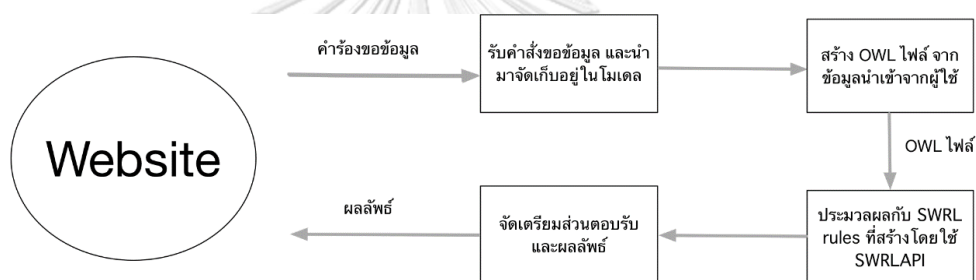 Website
คำร้องขอข้อมูล
รับคำสั่งขอข้อมูล และนำ
มาจัดเก็บอยู่ในโมเดล
สร้าง OWL ไฟล์ จาก
ข้อมูลนำเข้าจากผู้ใช้
OWL ไฟล์
ประมวลผลกับ SWRL
rules ที่สร้างโดยใช้
SWRLAPI
จัดเตรียมส่วนตอบรับ
และผลลัพธ์
ผลลัพธ์